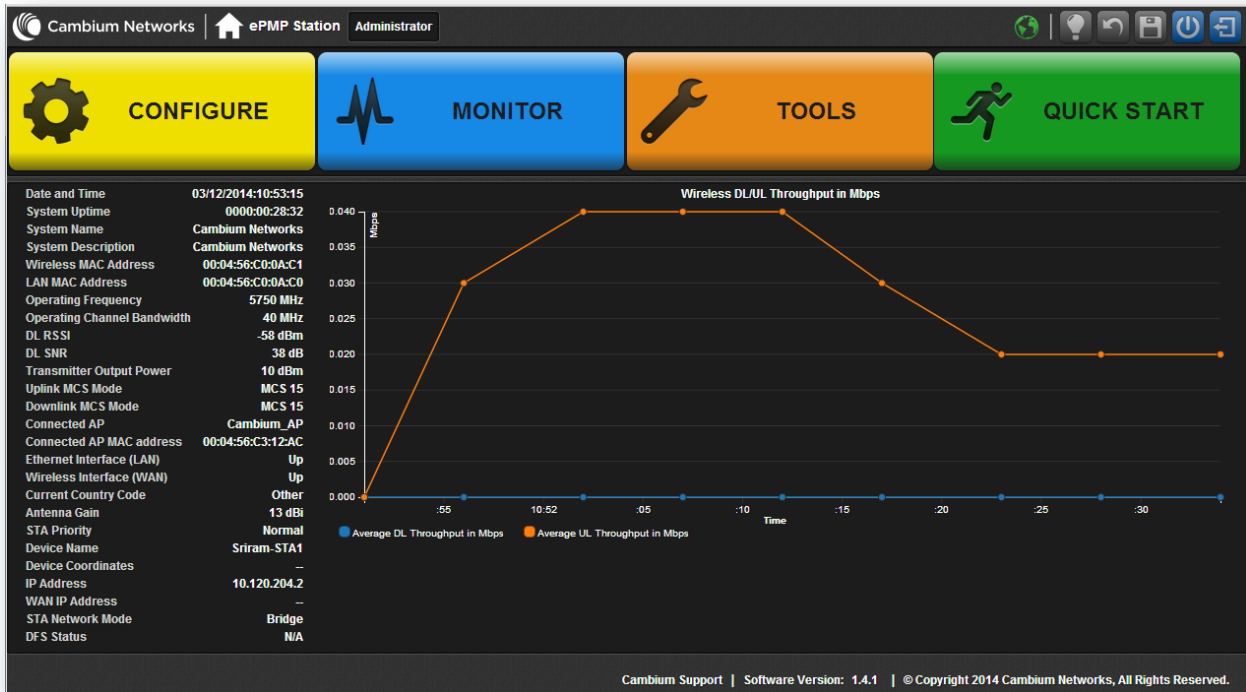 Cambium Networks | ePMP Station Administrator
CONFIGURE
MONITOR
TOOLS
QUICK START
Date and Time 03/12/2014:10:53:15
System Uptime 0000:00:28:32
System Name Cambium Networks
System Description Cambium Networks
Wireless MAC Address 00:04:56:C0:0A:C1
LAN MAC Address 00:04:56:C0:0A:C0
Operating Frequency 5750 MHz
Operating Channel Bandwidth 40 MHz
DL RSSI -58 dBm
DL SNR 38 dB
Transmitter Output Power 10 dBm
Uplink MCS Mode MCS 15
Downlink MCS Mode MCS 15
Connected AP Cambium_AP
Connected AP MAC address 00:04:56:C3:12:AC
Ethernet Interface (LAN) Up
Wireless Interface (WAN) Up
Current Country Code Other
Antenna Gain 13 dBi
STA Priority Normal
Device Name Sriram-STA1
Device Coordinates --
IP Address 10.120.204.2
WAN IP Address --
STA Network Mode Bridge
DFS Status N/A
Wireless DL/UL Throughput in Mbps
Mbps
0.040
0.035
0.030
0.025
0.020
0.015
0.010
0.005
0.000
:55 10:52 :05 :10 :15 :20 :25 :30
Time
Average DL Throughput in Mbps Average UL Throughput in Mbps
Cambium Support | Software Version: 1.4.1 | © Copyright 2014 Cambium Networks, All Rights Reserved.